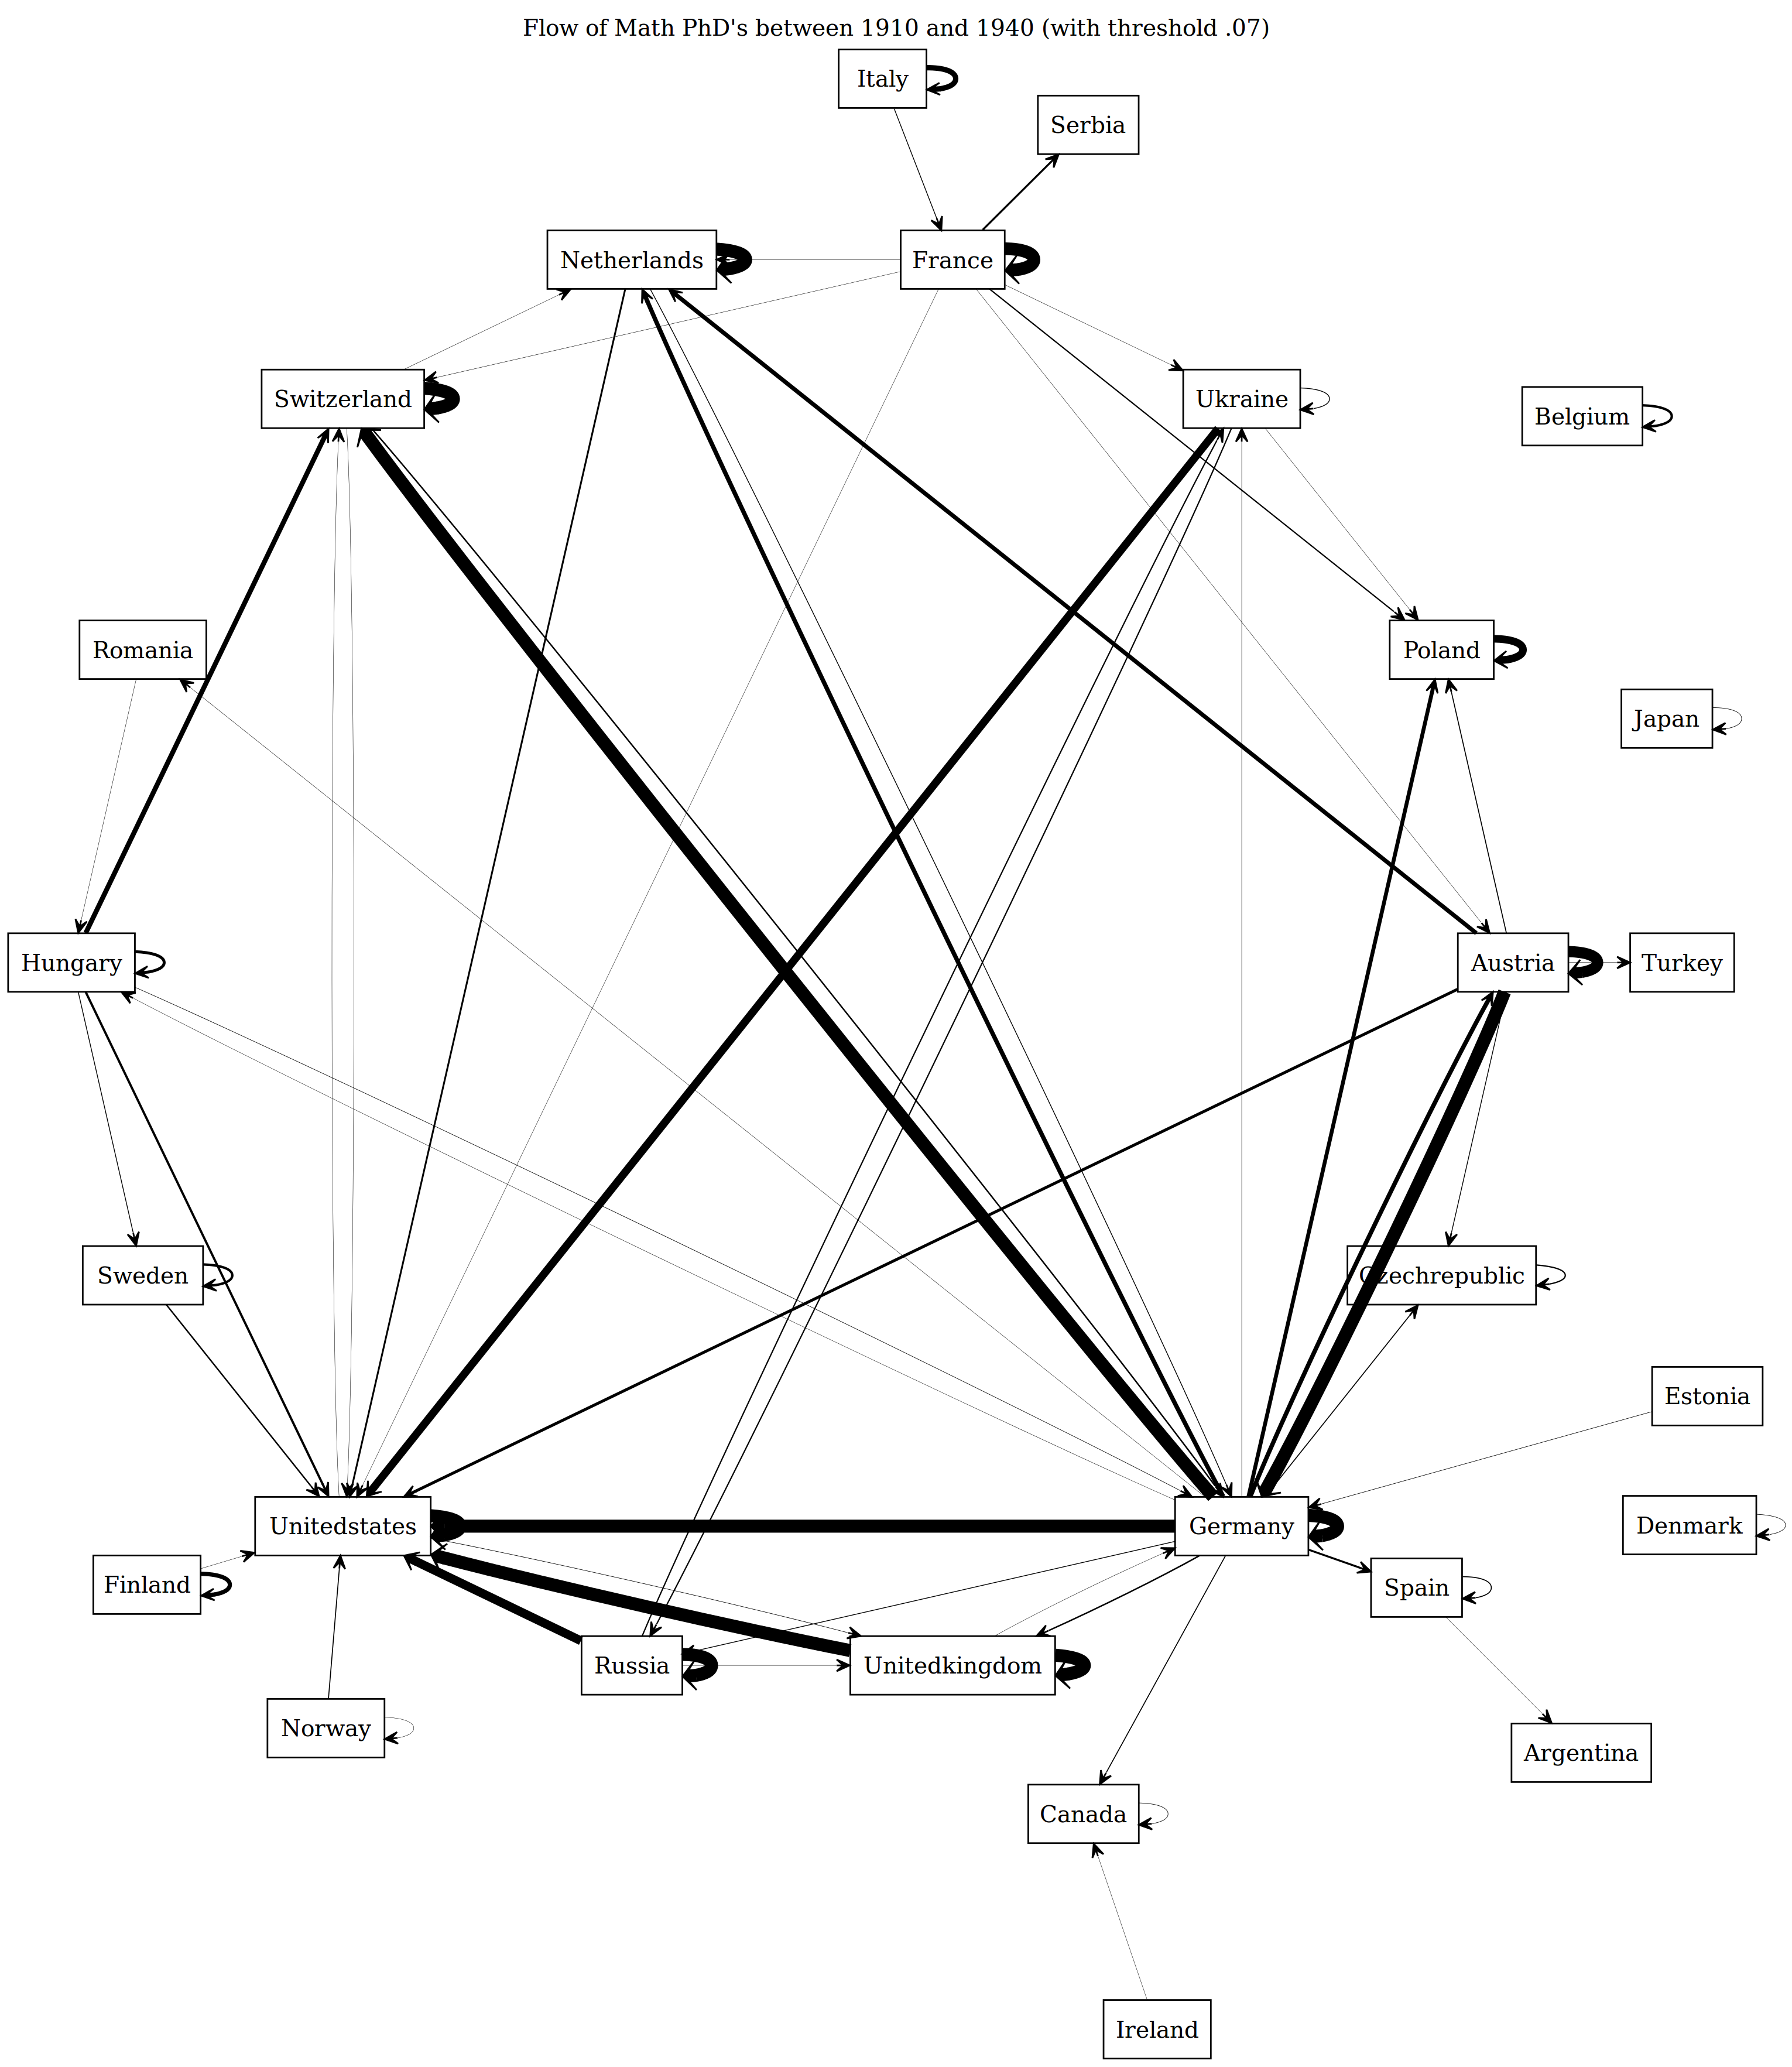 Flow of Math PhD's between 1910 and 1940 (with threshold .07)
Italy
Serbia
Netherlands
France
Switzerland
Ukraine
Belgium
Romania
Poland
Japan
Hungary
Austria
Turkey
Sweden
Czechrepublic
Estonia
Unitedstates
Germany
Denmark
Finland
Spain
Russia
Unitedkingdom
Norway
Argentina
Canada
Ireland